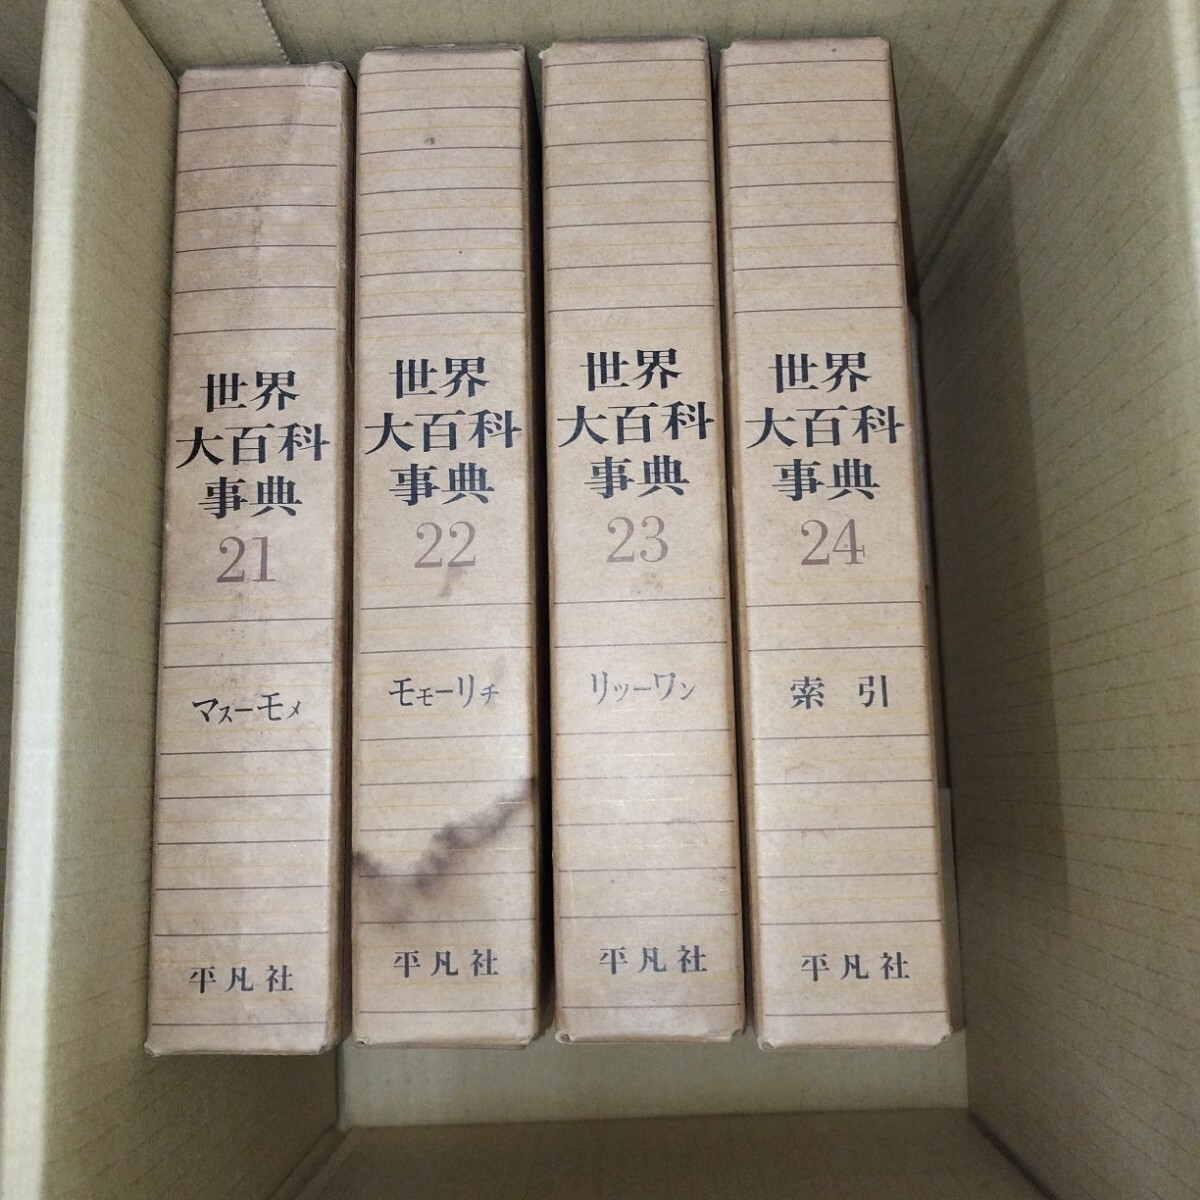 世界
大百科
事典
21
マスーモメ
平凡社
世界
大百科
事典
22
モモーリチ
平凡社
世界
大百科
事典
23
リツーワン
平凡社
世界
大百科
事典
24
索引
平凡社